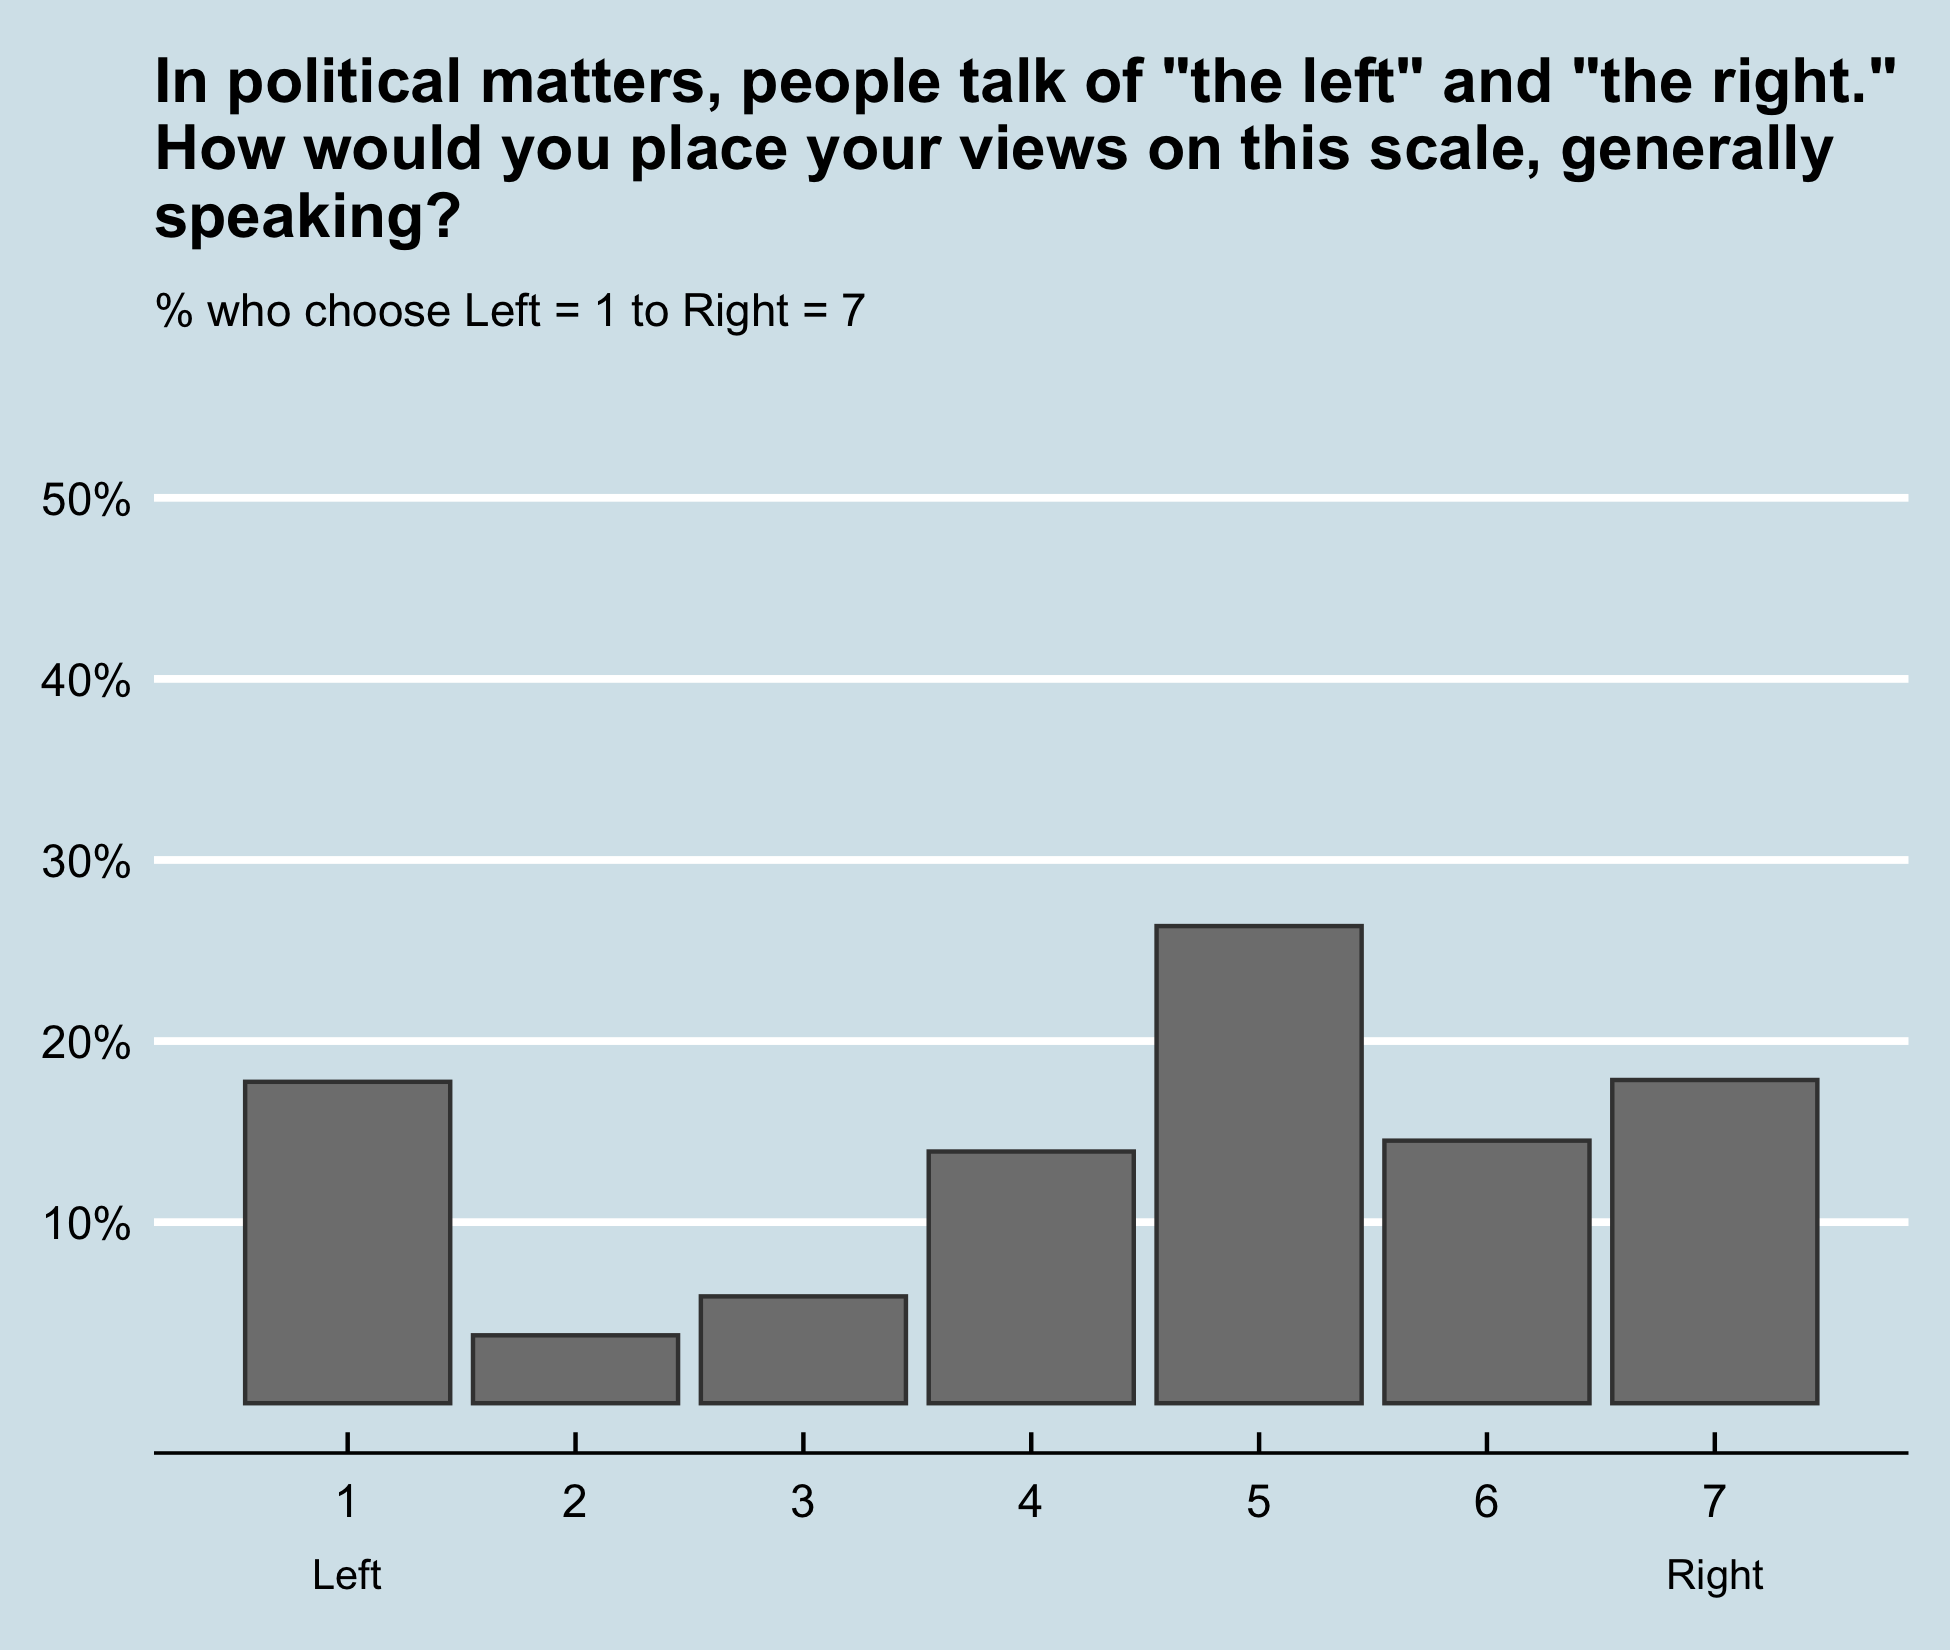 In political matters, people talk of "the left" and "the right."
How would you place your views on this scale, generally
speaking?
% who choose Left = 1 to Right = 7
50%
40%
30%
20%
10%
1 2 3 4 5 6 7
Left Right